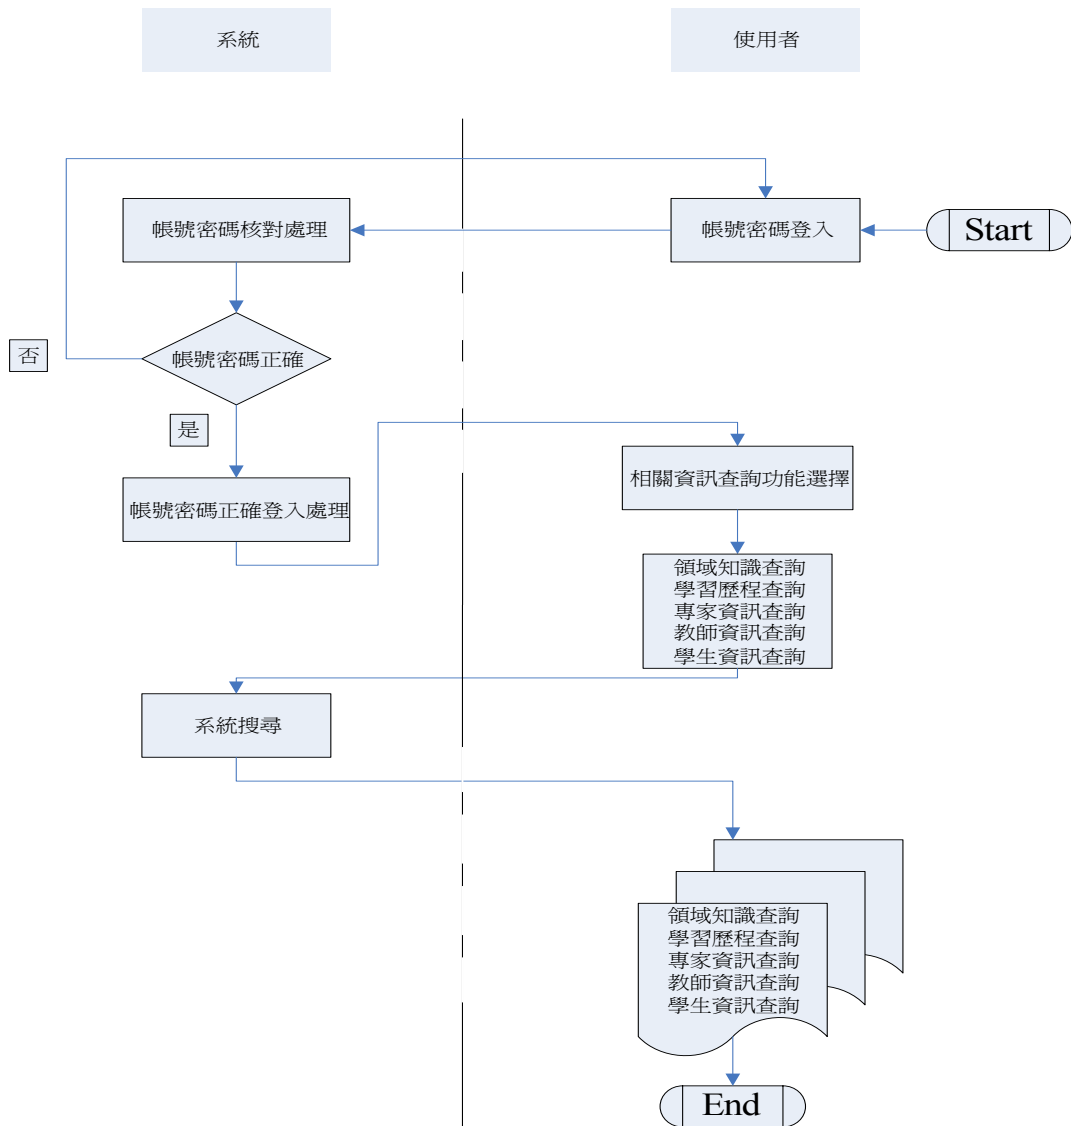 系統
使用者
帳號密碼核對處理
帳號密碼登入
Start
否
帳號密碼正確
是
帳號密碼正確登入處理
相關資訊查詢功能選擇
領域知識查詢
學習歷程查詢
專家資訊查詢
教師資訊查詢
學生資訊查詢
系統搜尋
領域知識查詢
學習歷程查詢
專家資訊查詢
教師資訊查詢
學生資訊查詢
End